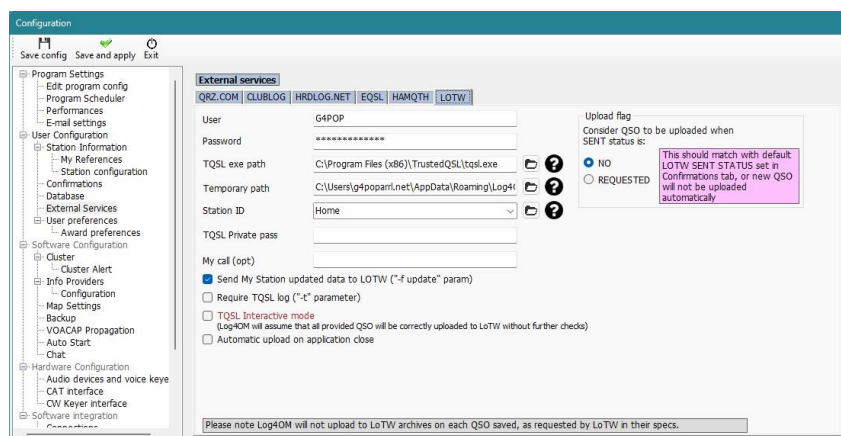 Configuration
Save config Save and apply Exit
Program Settings
Edit program config
Program Scheduler
Performances
E-mail settings
User Configuration
Station Information
My References
Station configuration
Confirmations
Database
External Services
User preferences
Award preferences
Software Configuration
Cluster
Cluster Alert
Info Providers
Configuration
Map Settings
Backup
VOACAP Propagation
Auto Start
Chat
Hardware Configuration
Audio devices and voice keye
CAT interface
CW Keyer interface
Software integration
Connections
External services
QRZ.COM CLUBLOG HRDLOG.NET EQSL HAMQTH LOTW
User G4POP
Password *************
TQSL exe path C:\Program Files (x86)\TrustedQSL\tqsl.exe
Temporary path C:\Users\g4poparrl.net\AppData\Roaming\Log4(
Station ID Home
TQSL Private pass
My call (opt)
Send My Station updated data to LOTW ("-f update" param)
Require TQSL log ("-t" parameter)
TQSL Interactive mode
(Log4OM will assume that all provided QSO will be correctly uploaded to LoTW without further checks)
Automatic upload on application close
Upload flag
Consider QSO to be uploaded when
SENT status is:
NO
REQUESTED
This should match with default
LOTW SENT STATUS set in
Confirmations tab, or new QSO
will not be uploaded
automatically
Please note Log4OM will not upload to LoTW archives on each QSO saved, as requested by LoTW in their specs.